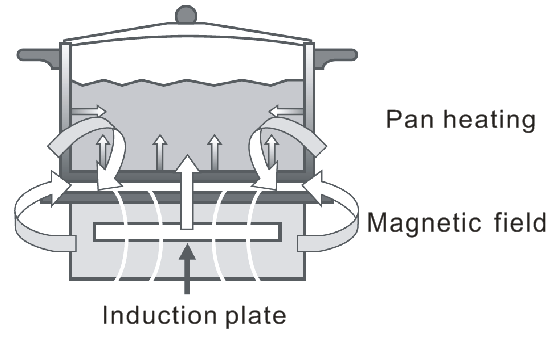 Pan heating
Magnetic field
Induction plate